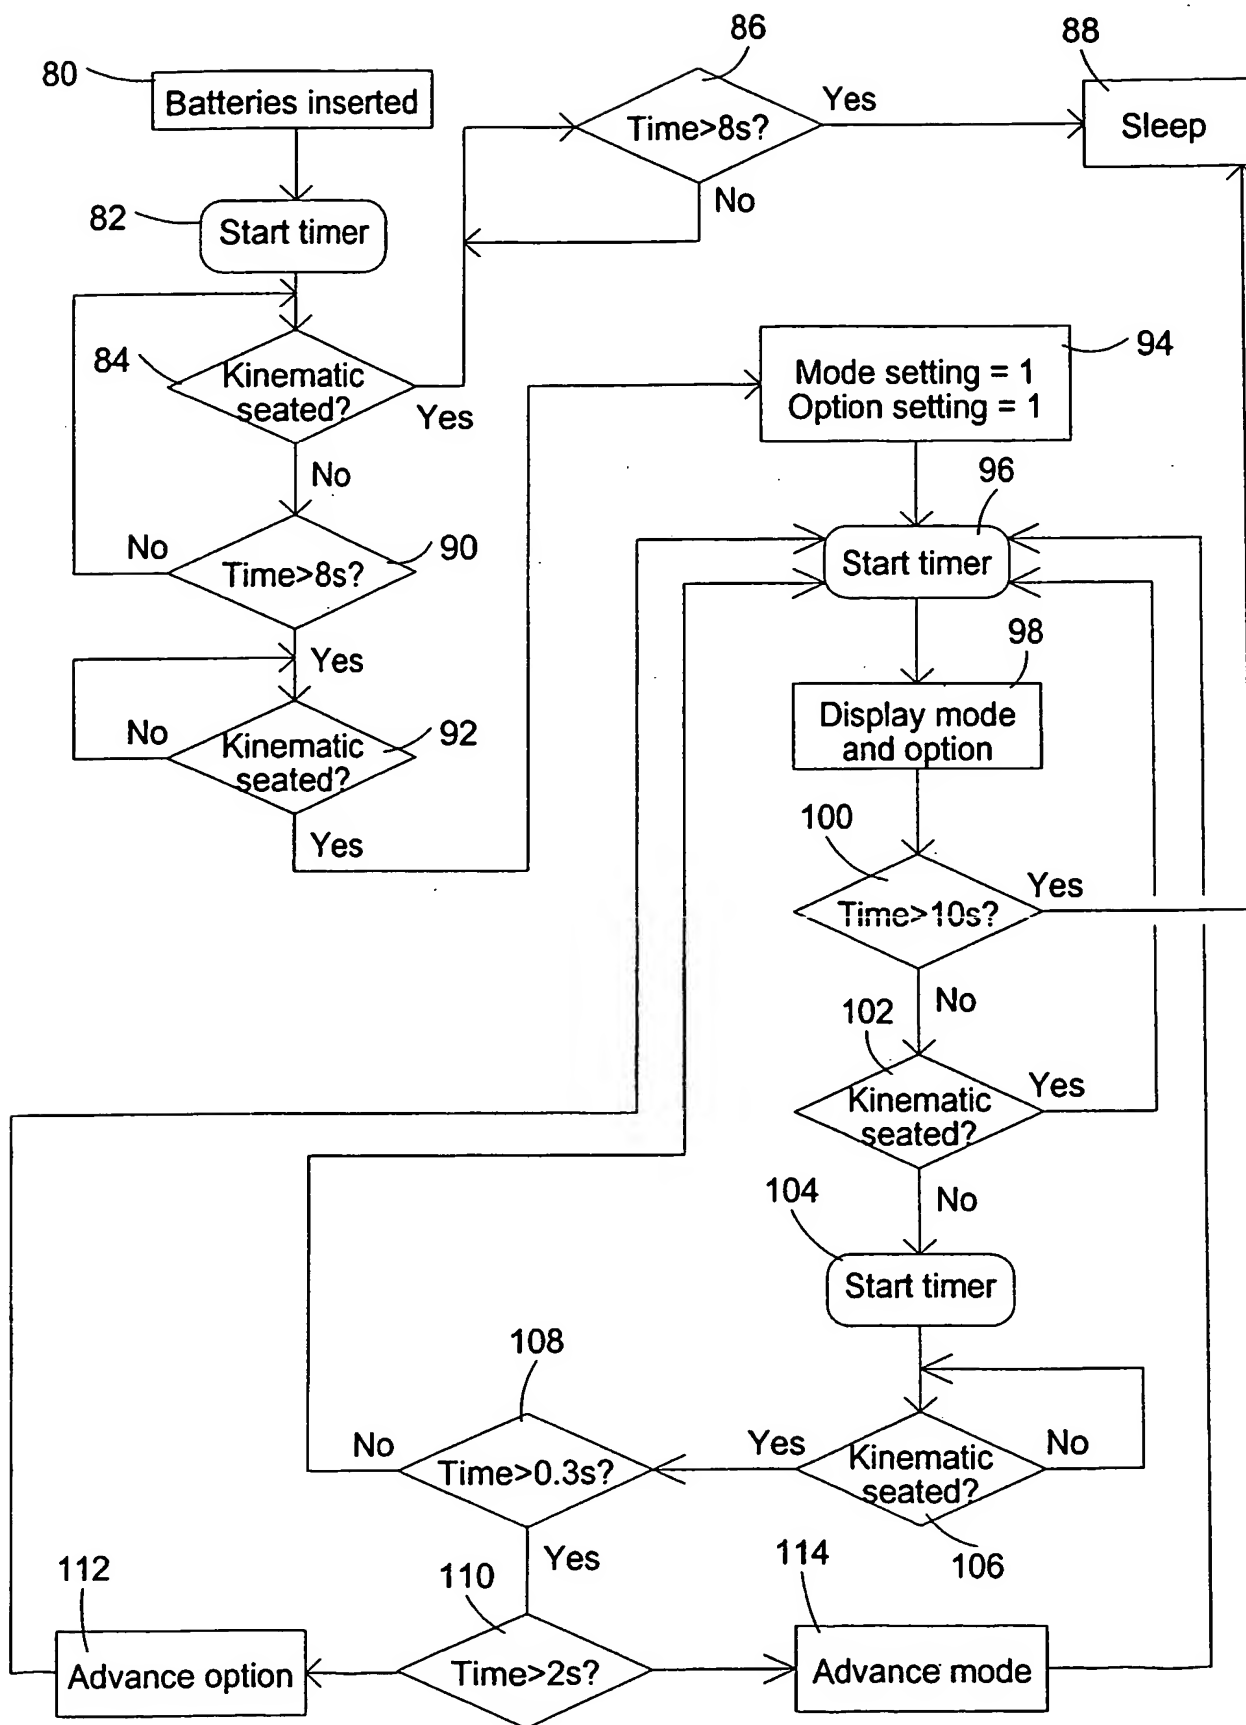 80
Batteries inserted
82
Start timer
84
Kinematic
seated?
Yes
No
86
Time>8s?
Yes
No
88
Sleep
No
Time>8s?
90
Yes
No
Kinematic
seated?
92
Yes
94
Mode setting = 1
Option setting = 1
96
Start timer
98
Display mode
and option
100
Time>10s?
Yes
No
102
Kinematic
seated?
Yes
No
104
Start timer
Kinematic
seated?
Yes
No
106
108
Time>0.3s?
No
Yes
110
Time>2s?
112
Advance option
114
Advance mode